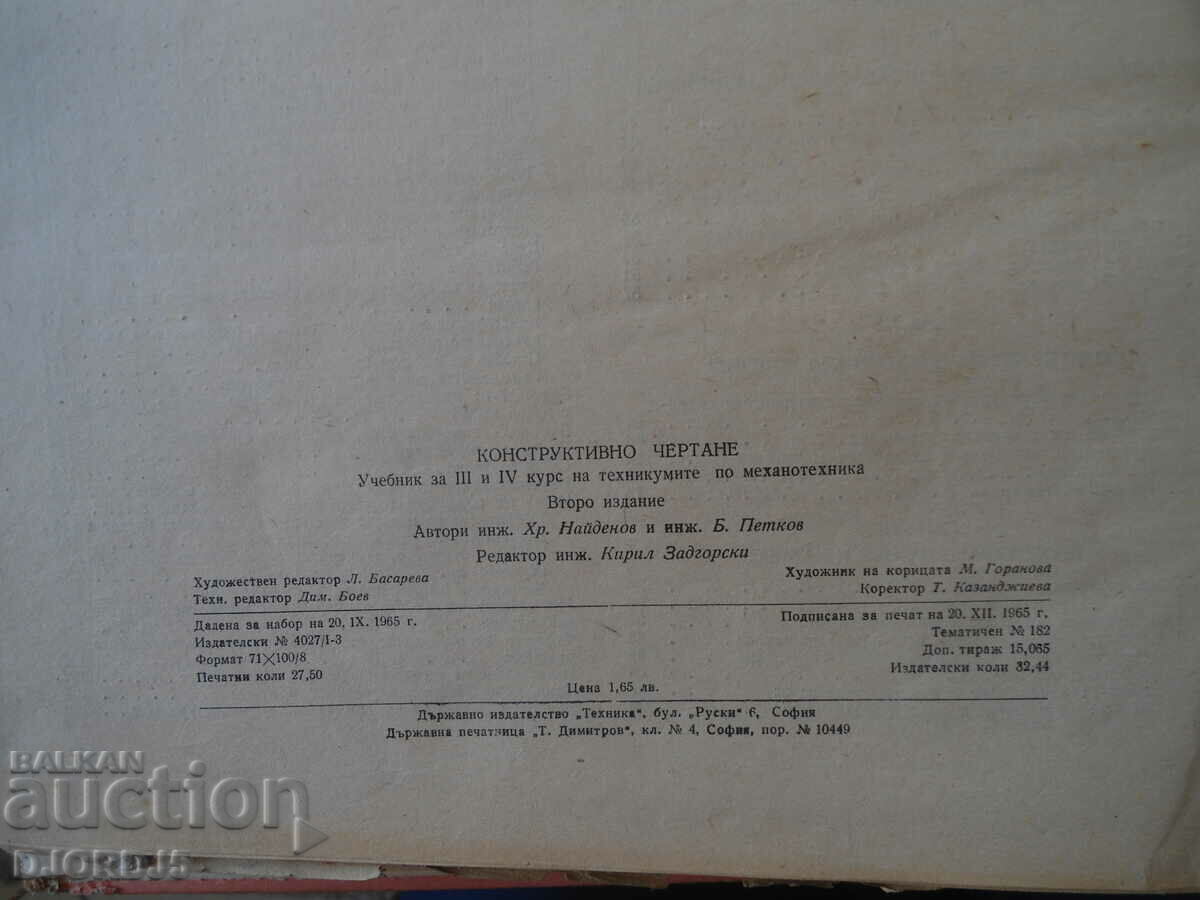 КОНСТРУКТИВНО ЧЕРТАНЕ
Учебник за III и IV курс на техникумите по механотехника
Второ издание
Автори инж. Хр. Найденов и инж. Б. Петков
Редактор инж. Кирил Задгорски
Художествен редактор Л. Басарева
Техн. редактор Дим. Боев
Художник на корицата М. Горанова
Коректор Т. Казанджиева
Дадена за набор на 20, IX. 1965 г.
Издателски № 4027/1-3
Формат 71×100/8
Печатни коли 27,50
Подписана за печат на 20. XII. 1965 г.
Тематичен № 182
Доп. тираж 15,065
Издателски коли 32,44
Цена 1,65 лв.
Държавно издателство „Техника“, бул. „Руски“ 6, София
Държавна печатница „Т. Димитров“, кл. № 4, София, пор. № 10449
BALKAN
auction
D_JORD_J5